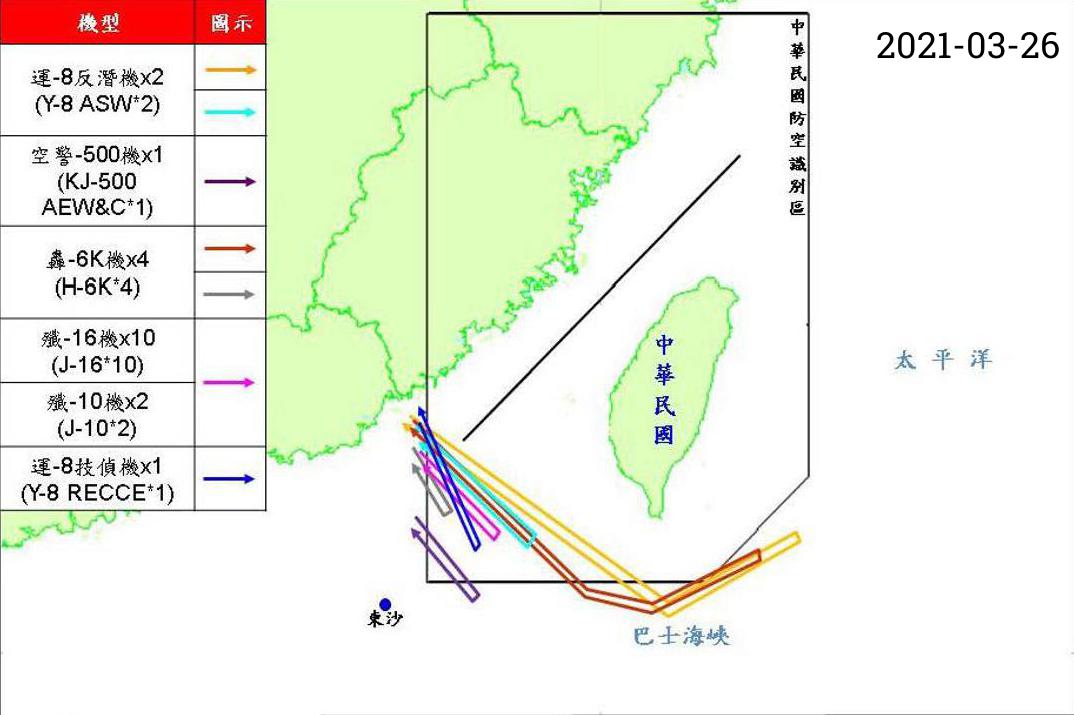 機型
圖示
運-8反潛機x2
(Y-8 ASW*2)
空警-500機x1
(KJ-500
AEW&C*1)
轟-6K機x4
(H-6K*4)
殲-16機x10
(J-16*10)
殲-10機x2
(J-10*2)
運-8技偵機x1
(Y-8 RECCE*1)
中華民國防空識別區
2021-03-26
中華民國
太平洋
東沙
巴士海峽